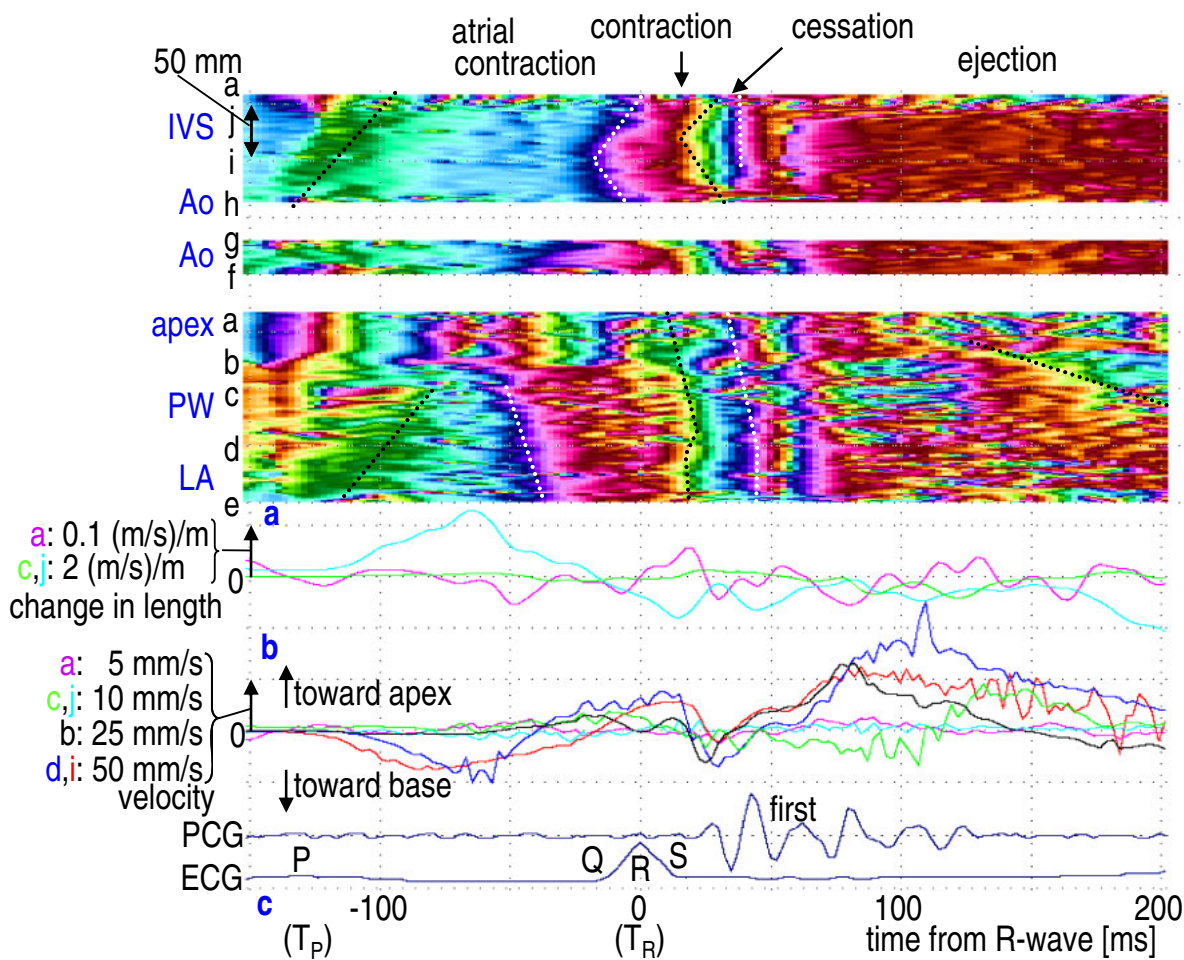 atrial
contraction
contraction
cessation
ejection
50 mm
a
j
IVS
i
Ao
h
g
Ao
f
apex
a
b
c
PW
d
LA
e
a
a: 0.1 (m/s)/m
c,j: 2 (m/s)/m
0
change in length
b
a: 5 mm/s
c,j: 10 mm/s
b: 25 mm/s
d,i: 50 mm/s
velocity
0
toward apex
toward base
PCG
first
P
Q
R
S
ECG
c
-100
0
100
200
(TP)
(TR)
time from R-wave [ms]